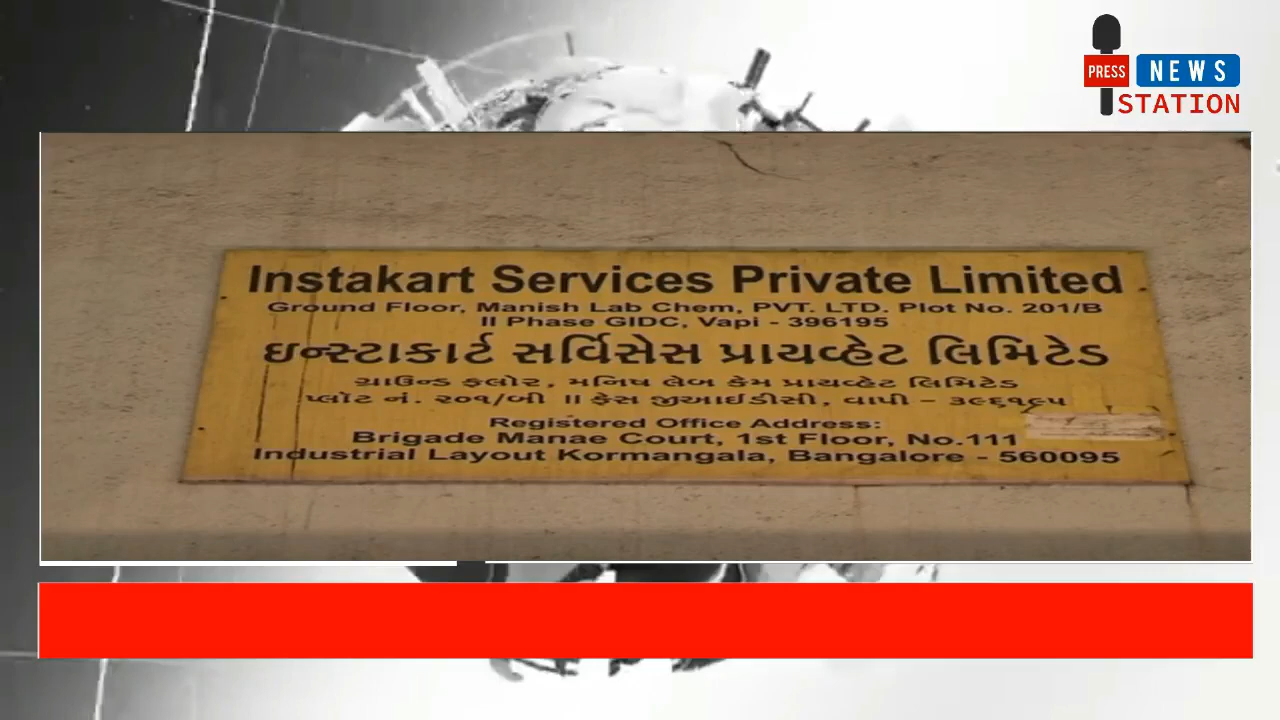 PRESS NEWS
STATION
Instakart Services Private Limited
Ground Floor, Manish Lab Chem, PVT. LTD. Plot No. 201/B
II Phase GIDC, Vapi - 396195
ઇન્સ્ટાકાર્ટ સર્વિસેસ પ્રાયવ્હેટ લિમિટેડ
ગ્રાઉન્ડ ફ્લોર, મનિષ લેબ કેમ પ્રાયવ્હેટ લિમિટેડ
પ્લોટ નં. ૨૦૧/બી II ફેસ જીઆઈડીસી, વાપી – ૩૯૬૧૯૫
Registered Office Address:
Brigade Manae Court, 1st Floor, No.111
Industrial Layout Kormangala, Bangalore - 560095